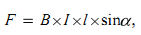 F = B×I×l×sinα,